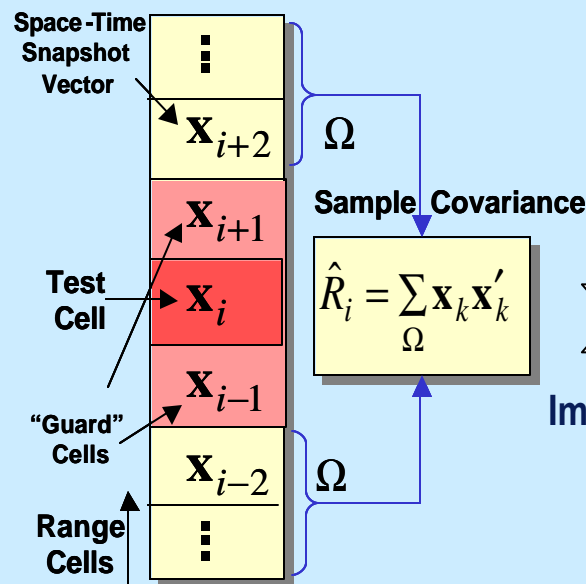 Space-Time
Snapshot
Vector
⋮
x_{i+2}
Ω
x_{i+1}
Sample Covariance
Test
Cell
x_i
R̂_i = Σ_Ω x_k x′_k
x_{i−1}
Im
“Guard”
Cells
x_{i−2}
Ω
Range
Cells
⋮